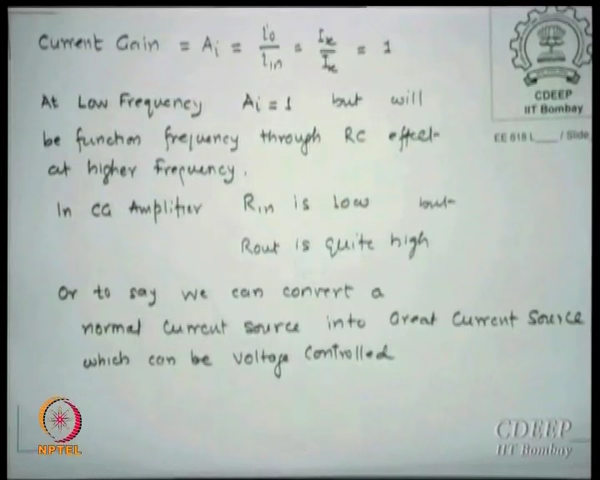 Current Gain = Ai = io/iin = Ix/Ix = 1
At Low Frequency Ai = 1 but will
be function frequency through RC effect
at higher Frequency.
In CG Amplifier Rin is Low but
Rout is quite high
Or to say we can convert a
normal Current source into Great Current Source
which can be Voltage Controlled
CDEEP
IIT Bombay
EE 618 L____ / Slide
NPTEL
CDEEP
IIT Bombay